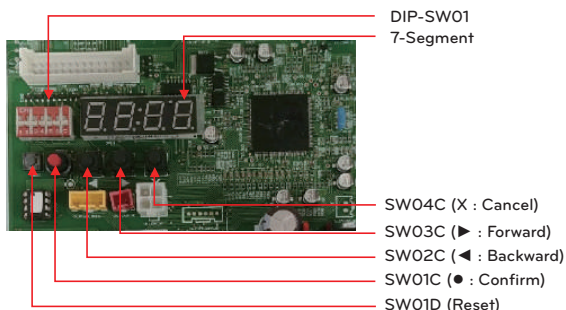 DIP-SW01
7-Segment
SW04C (X : Cancel)
SW03C (▶ : Forward)
SW02C (◀ : Backward)
SW01C (● : Confirm)
SW01D (Reset)